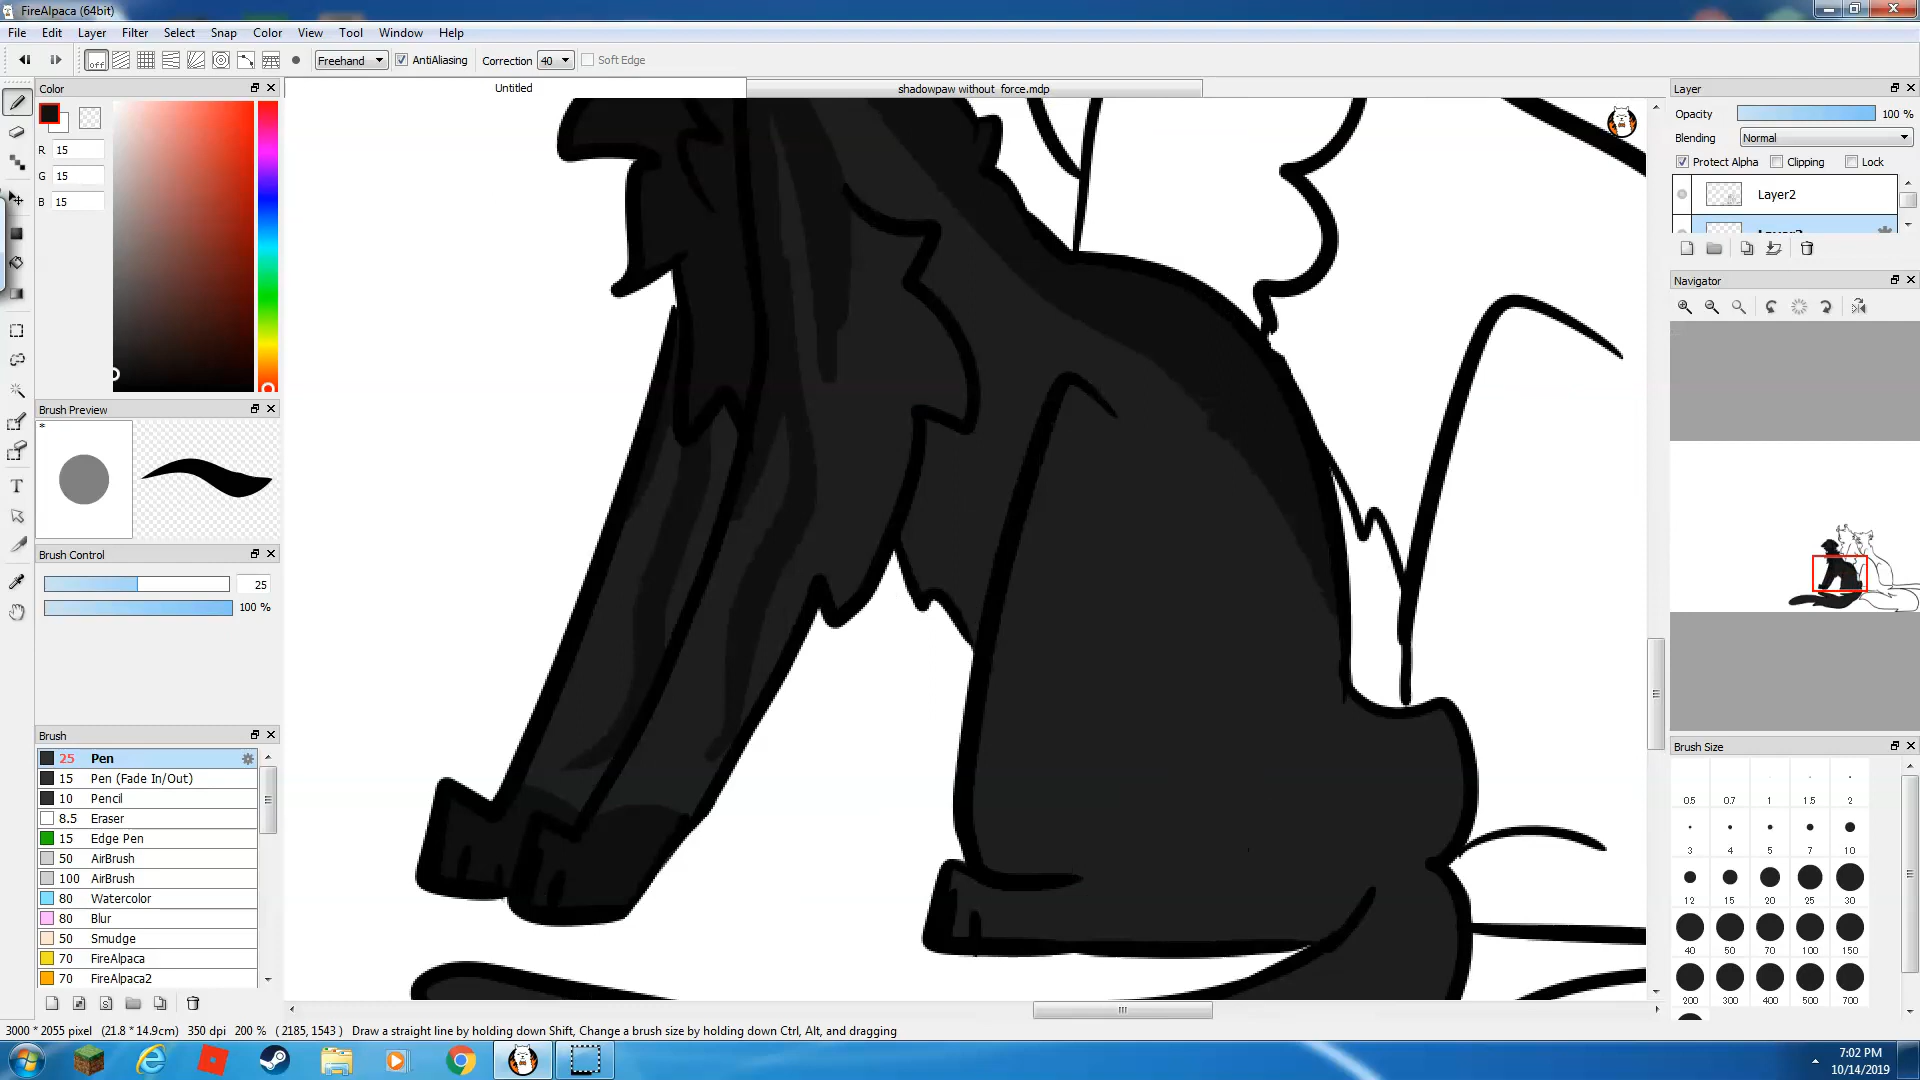 FireAlpaca (64bit)
File Edit Layer Filter Select Snap Color Region View Tool Window Help
off Freehand AntiAliasing Correction 40 Soft Edge
Color
Untitled
shadowpaw without force.mdp
Layer
R 15
G 15
B 15
Opacity 100 %
Blending Normal
Protect Alpha Clipping Lock
Layer2
Navigator
Brush Preview
*
Brush Control
25
100 %
Brush
25 Pen
15 Pen (Fade In/Out)
10 Pencil
8.5 Eraser
15 Edge Pen
50 AirBrush
100 AirBrush
80 Watercolor
80 Blur
50 Smudge
70 FireAlpaca
70 FireAlpaca2
Brush Size
0.5 0.7 1 1.5 2
3 4 5 7 10
12 15 20 25 30
40 50 70 100 150
200 300 400 500 700
3000 * 2055 pixel (21.8 * 14.9cm) 350 dpi 200 % ( 2185, 1543 ) Draw a straight line by holding down Shift, Change a brush size by holding down Ctrl, Alt, and dragging
7:02 PM
10/14/2019